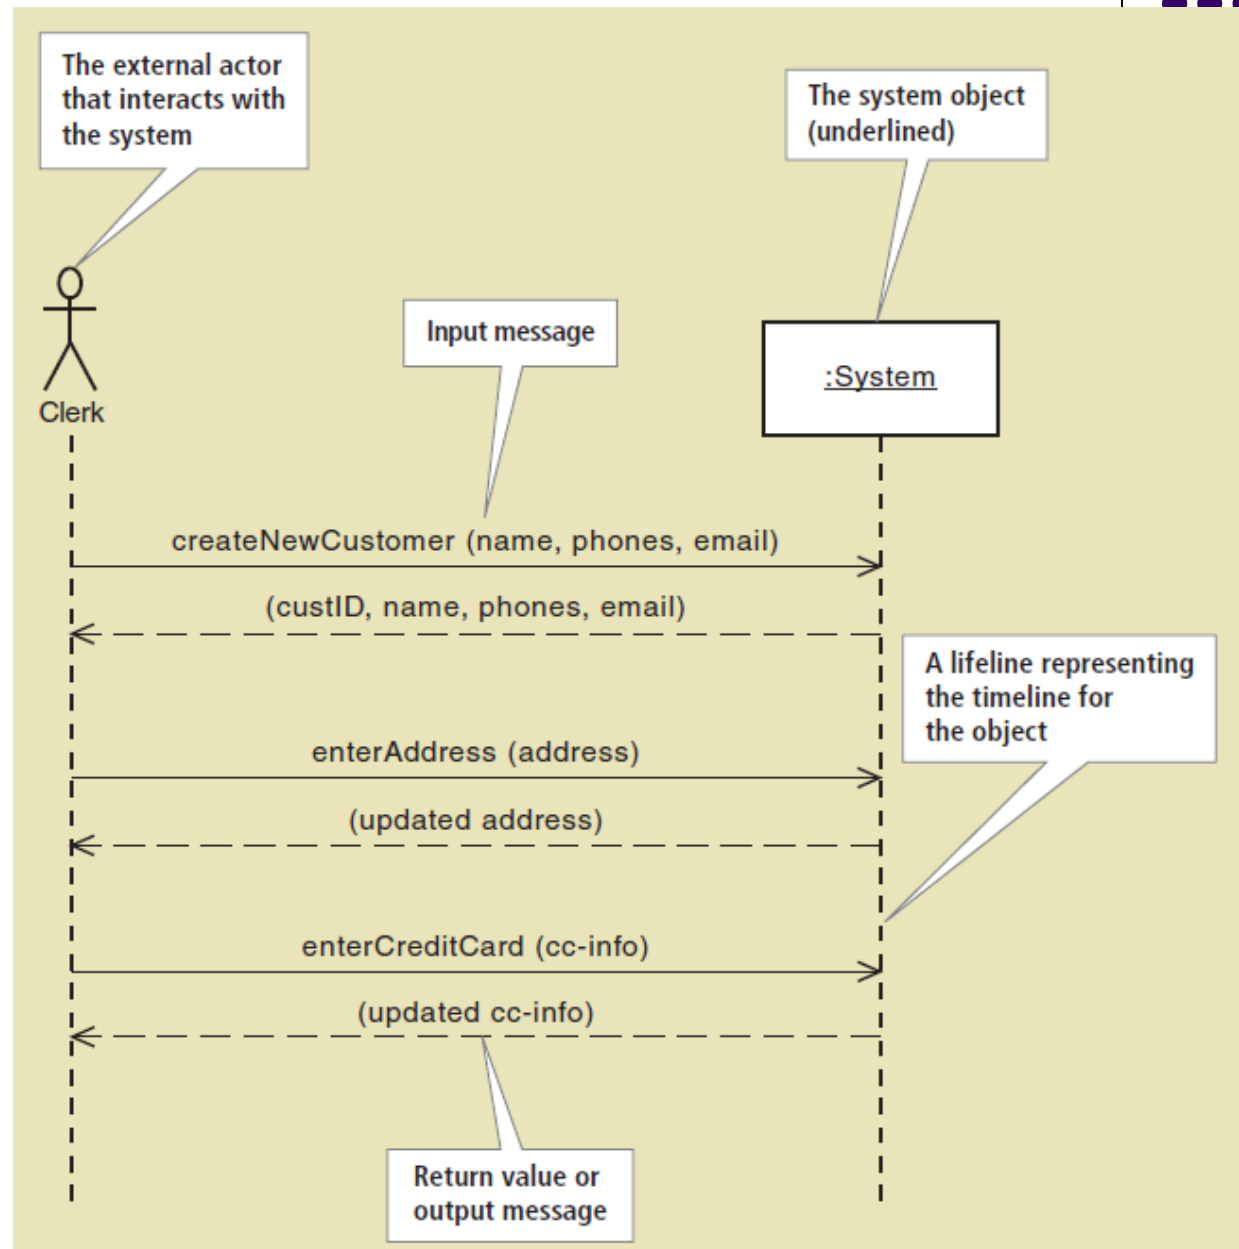 The external actor
that interacts with
the system
The system object
(underlined)
Input message
:System
Clerk
createNewCustomer (name, phones, email)
(custID, name, phones, email)
A lifeline representing
the timeline for
the object
enterAddress (address)
(updated address)
enterCreditCard (cc-info)
(updated cc-info)
Return value or
output message